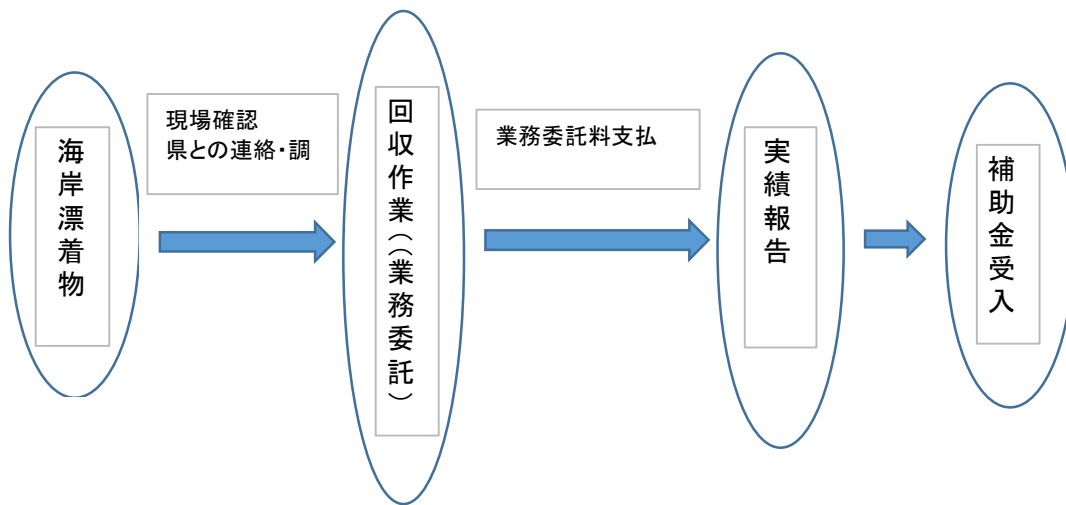 海岸漂着物
現場確認
県との連絡・調
回収作業(（業務委託）
業務委託料支払
実績報告
補助金受入